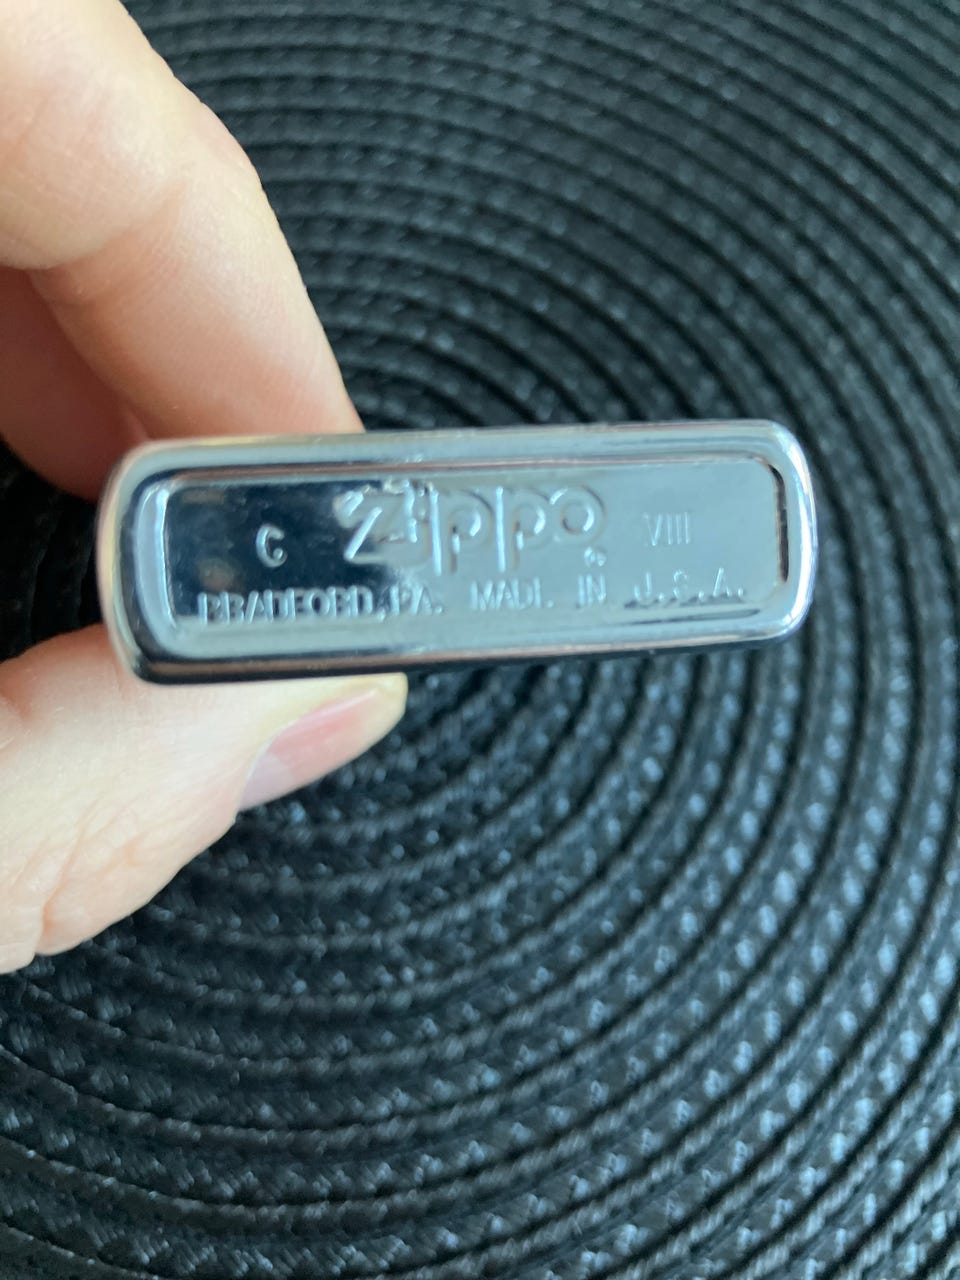 C Zippo ® VIII
BRADFORD, PA. MADE IN U.S.A.